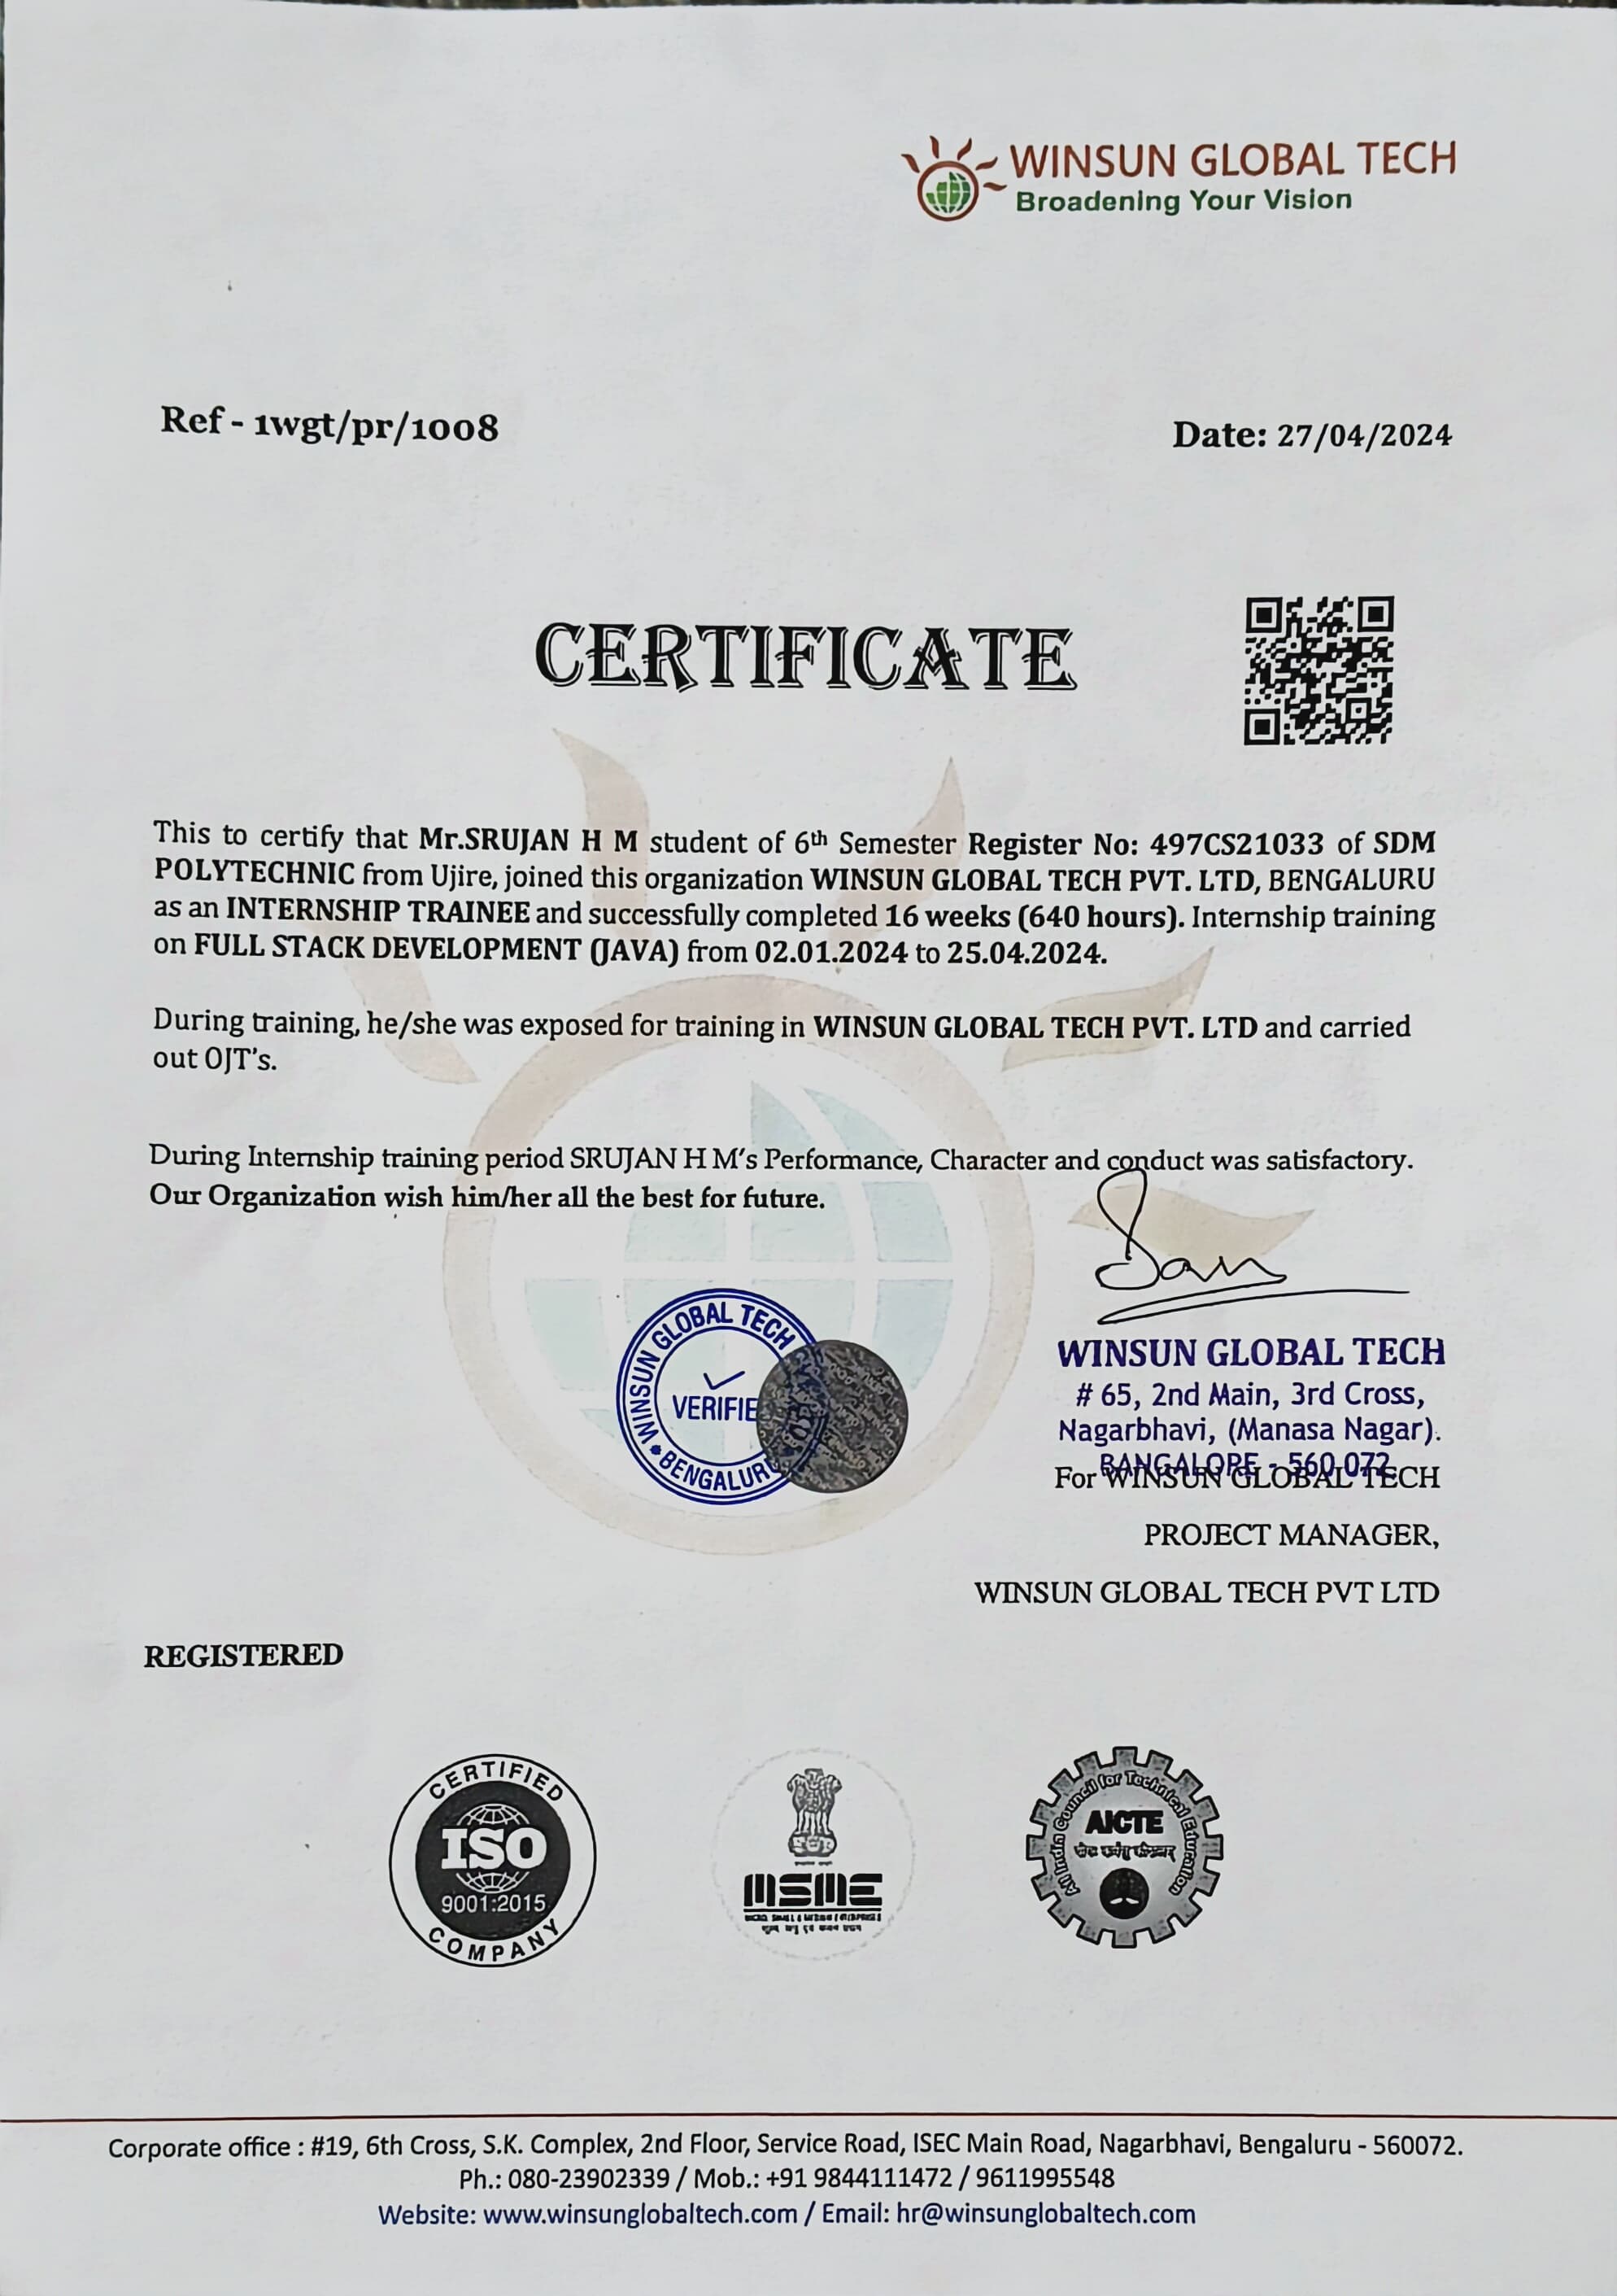 WINSUN GLOBAL TECH
Broadening Your Vision
Ref - 1wgt/pr/1008
Date: 27/04/2024
CERTIFICATE
This to certify that Mr.SRUJAN H M student of 6th Semester Register No: 497CS21033 of SDM
POLYTECHNIC from Ujire, joined this organization WINSUN GLOBAL TECH PVT. LTD, BENGALURU
as an INTERNSHIP TRAINEE and successfully completed 16 weeks (640 hours). Internship training
on FULL STACK DEVELOPMENT (JAVA) from 02.01.2024 to 25.04.2024.
During training, he/she was exposed for training in WINSUN GLOBAL TECH PVT. LTD and carried
out OJT's.
During Internship training period SRUJAN H M's Performance, Character and conduct was satisfactory.
Our Organization wish him/her all the best for future.
WINSUN GLOBAL TECH
VERIFIE
BENGALURU
WINSUN GLOBAL TECH
# 65, 2nd Main, 3rd Cross,
Nagarbhavi, (Manasa Nagar).
BANGALORE - 560 072.
For WINSUN GLOBAL TECH
PROJECT MANAGER,
WINSUN GLOBAL TECH PVT LTD
REGISTERED
CERTIFIED
ISO
9001:2015
COMPANY
MSME
MICRO, SMALL & MEDIUM ENTERPRISES
All India Council for Technical Education
AICTE
Corporate office : #19, 6th Cross, S.K. Complex, 2nd Floor, Service Road, ISEC Main Road, Nagarbhavi, Bengaluru - 560072.
Ph.: 080-23902339 / Mob.: +91 9844111472 / 9611995548
Website: www.winsunglobaltech.com / Email: hr@winsunglobaltech.com